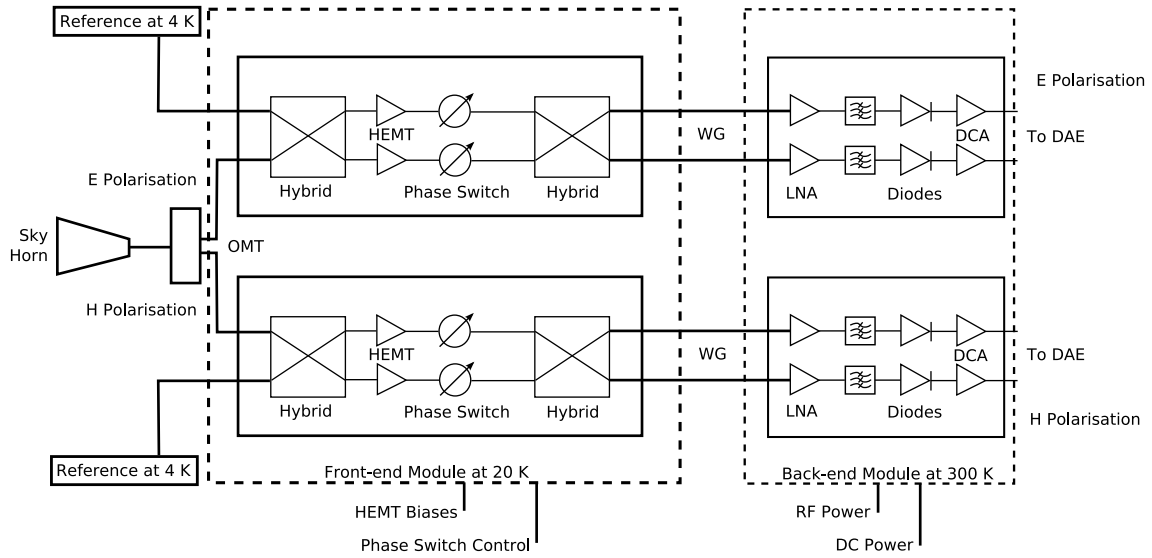 Reference at 4 K
E Polarisation
HEMT
DCA
WG
To DAE
E Polarisation
Hybrid
Phase Switch
Hybrid
LNA
Diodes
Sky
Horn
OMT
H Polarisation
HEMT
DCA
WG
To DAE
Hybrid
Phase Switch
Hybrid
LNA
Diodes
H Polarisation
Reference at 4 K
Front-end Module at 20 K
Back-end Module at 300 K
HEMT Biases
RF Power
Phase Switch Control
DC Power